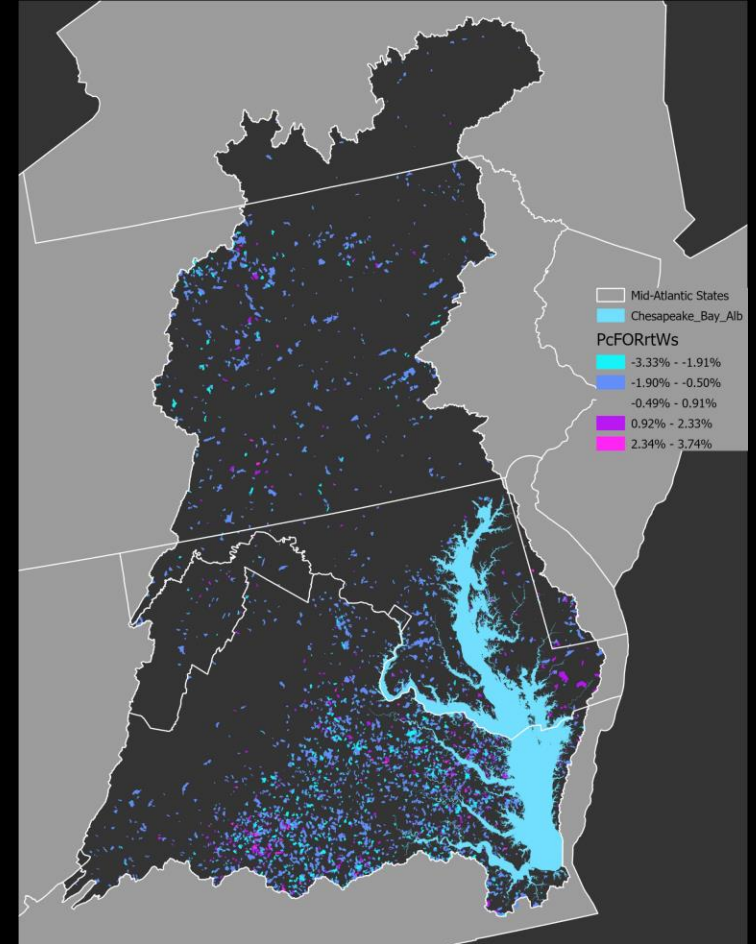 Mid-Atlantic States
Chesapeake_Bay_Alb
PcFORrtWs
-3.33% - -1.91%
-1.90% - -0.50%
-0.49% - 0.91%
0.92% - 2.33%
2.34% - 3.74%